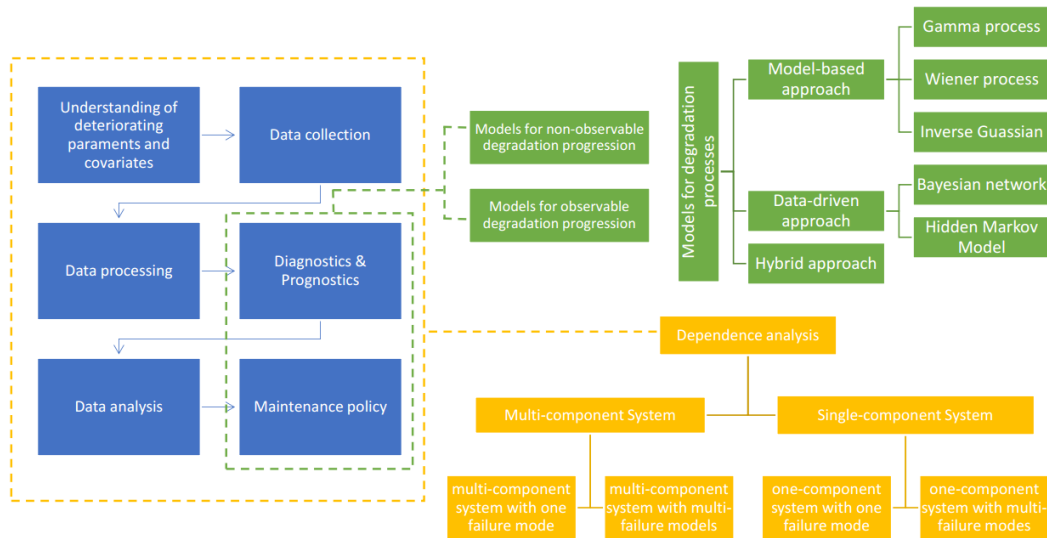 Understanding of
deteriorating
paraments and
covariates
Data collection
Data processing
Diagnostics &
Prognostics
Data analysis
Maintenance policy
Models for non-observable
degradation progression
Models for observable
degradation progression
Models for degradation
processes
Model-based
approach
Gamma process
Wiener process
Inverse Guassian
Data-driven
approach
Bayesian network
Hidden Markov
Model
Hybrid approach
Dependence analysis
Multi-component System
Single-component System
multi-component
system with one
failure mode
multi-component
system with multi-
failure models
one-component
system with one
failure mode
one-component
system with multi-
failure modes